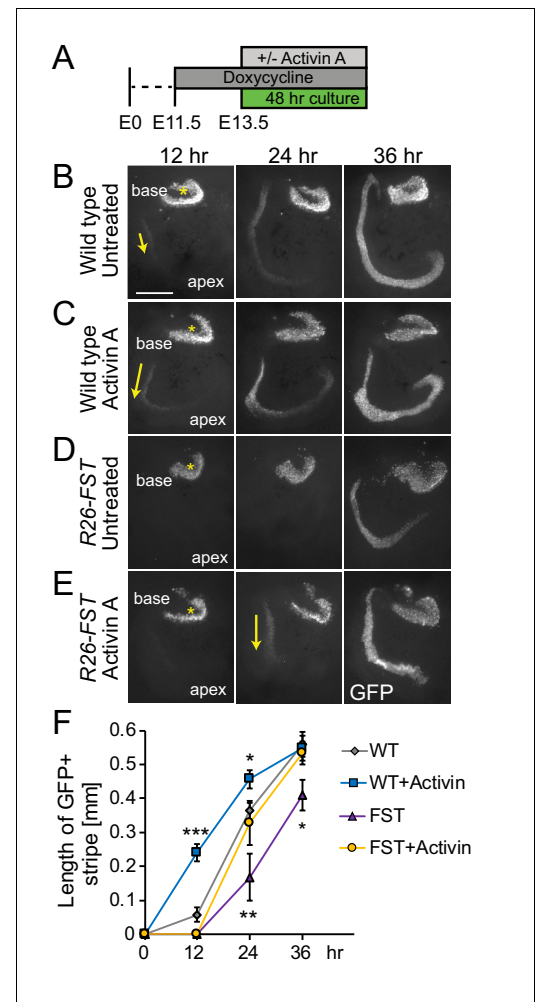 A
+/- Activin A
Doxycycline
48 hr culture
E0 E11.5 E13.5
12 hr 24 hr 36 hr
B
Wild type
Untreated
base
*
apex
C
Wild type
Activin A
base
*
apex
D
R26-FST
Untreated
base
*
apex
E
R26-FST
Activin A
base
*
apex
GFP
F
Length of GFP+
stripe [mm]
0.6
0.5
0.4
0.3
0.2
0.1
0
0 12 24 36 hr
***
*
**
*
WT
WT+Activin
FST
FST+Activin